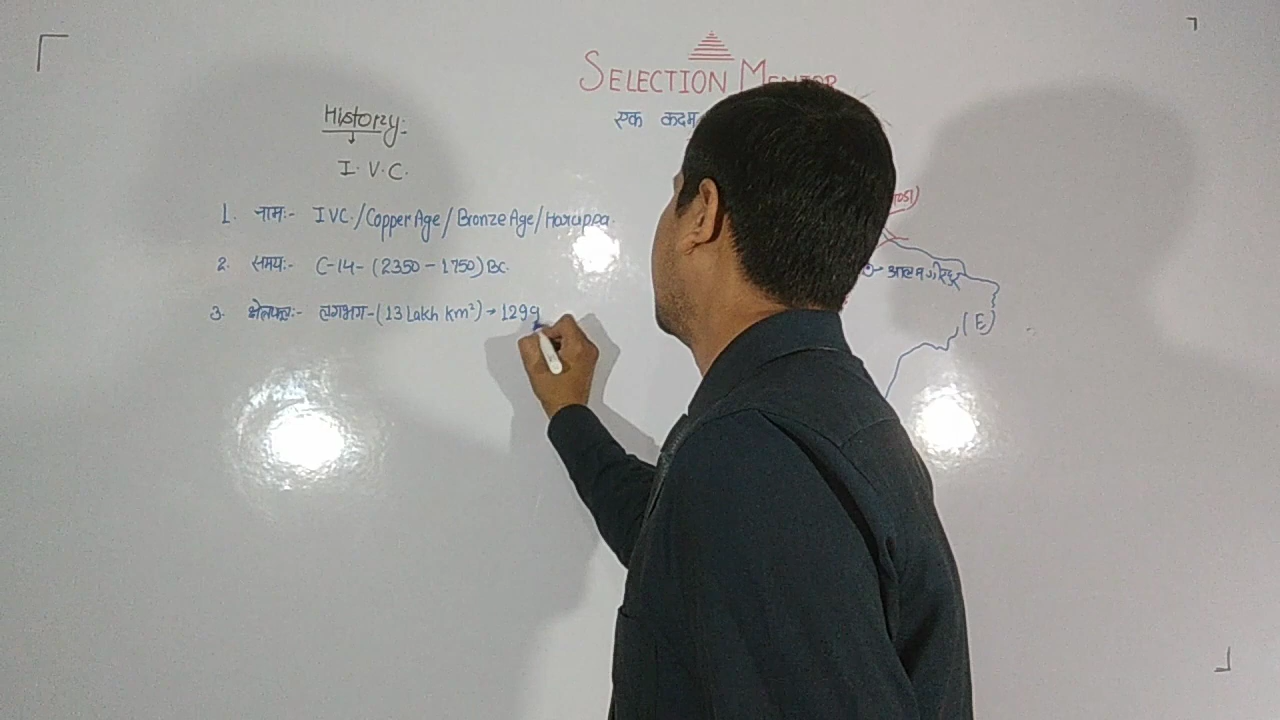 SELECTION MENTOR
एक कदम
History:-
I.V.C.
1. नाम:- IVC./Copper Age/Bronze Age/Harappa.
2. समय:- C-14-(2350-1750) BC.
3. क्षेत्रफल:- लगभग-(13 Lakh Km²)→1299
आलमगीरपुर
(E)